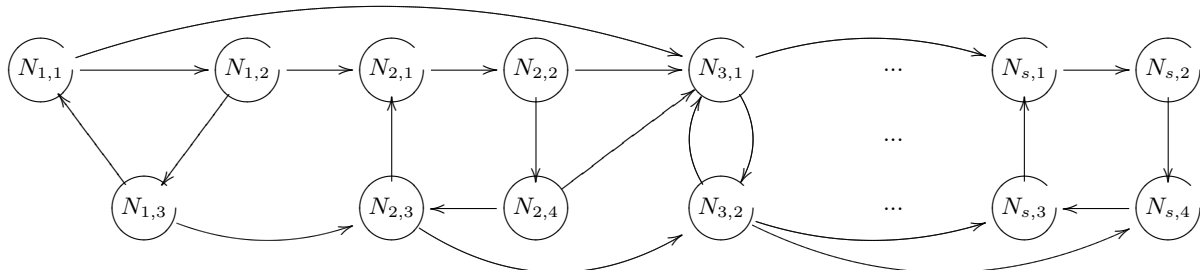 N1,1 N1,2 N2,1 N2,2 N3,1 ... Ns,1 Ns,2
...
N1,3 N2,3 N2,4 N3,2 ... Ns,3 Ns,4